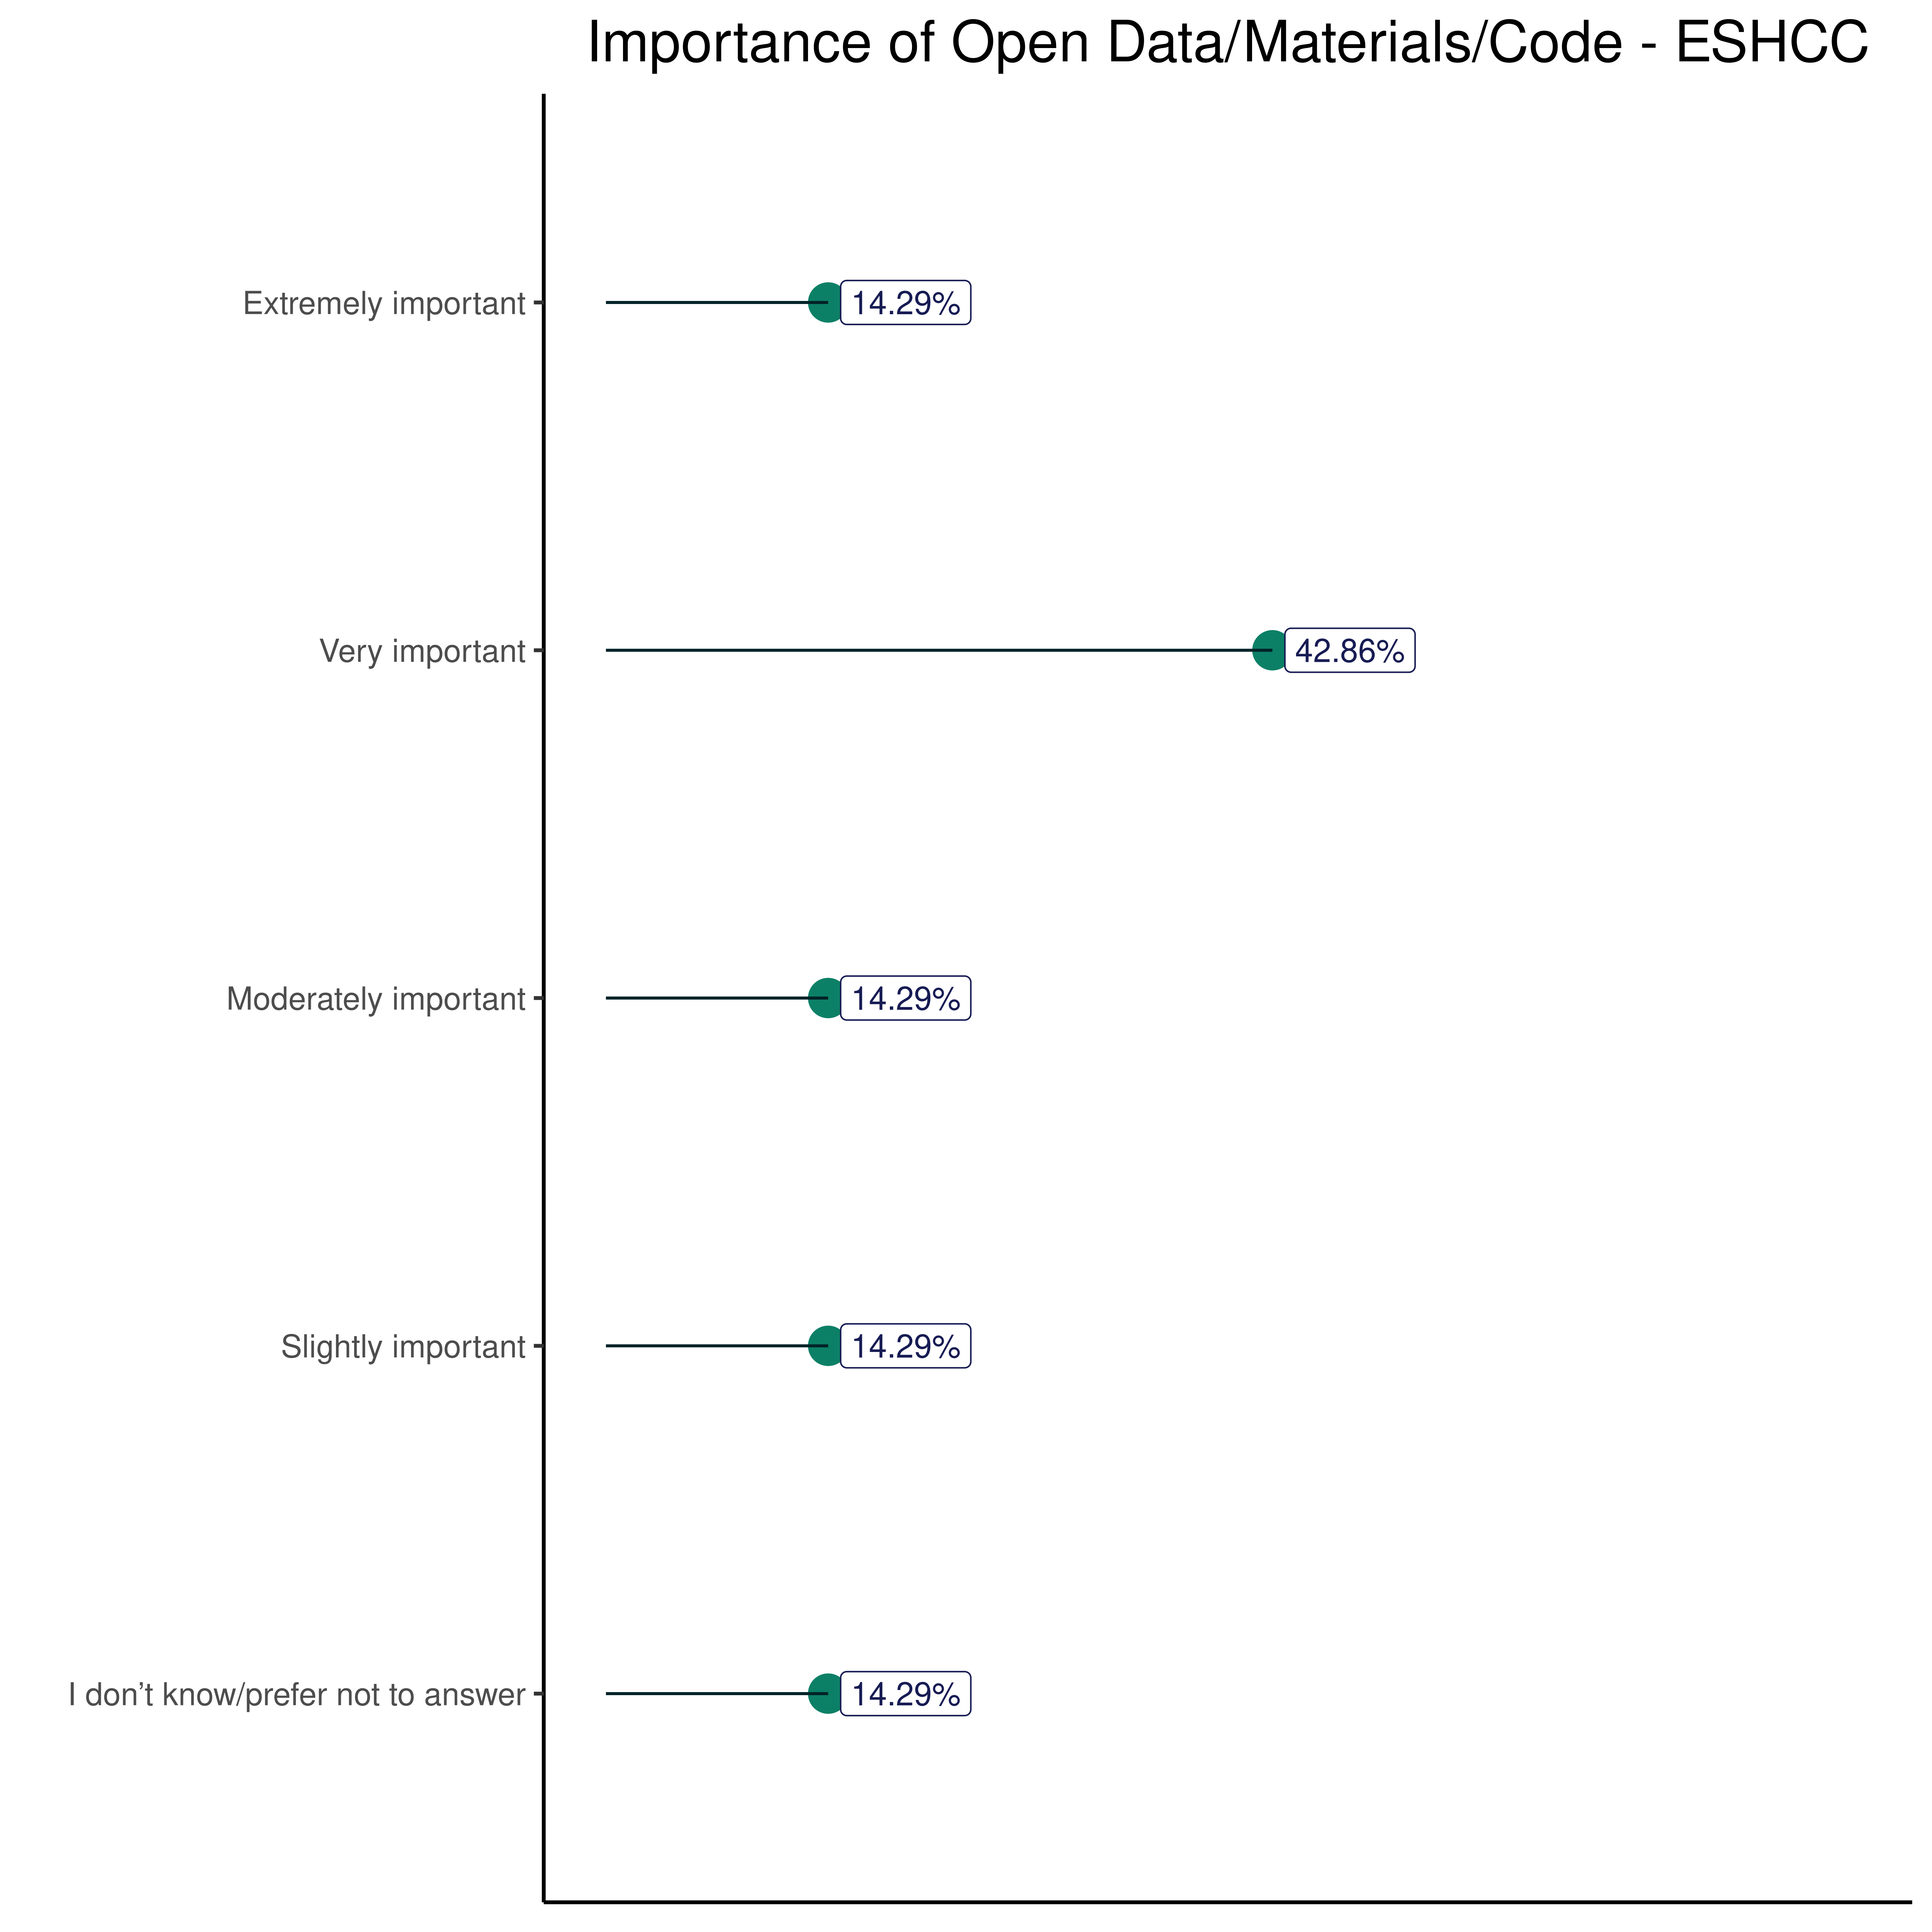 Importance of Open Data/Materials/Code - ESHCC
Extremely important
14.29%
Very important
42.86%
Moderately important
14.29%
Slightly important
14.29%
I don’t know/prefer not to answer
14.29%